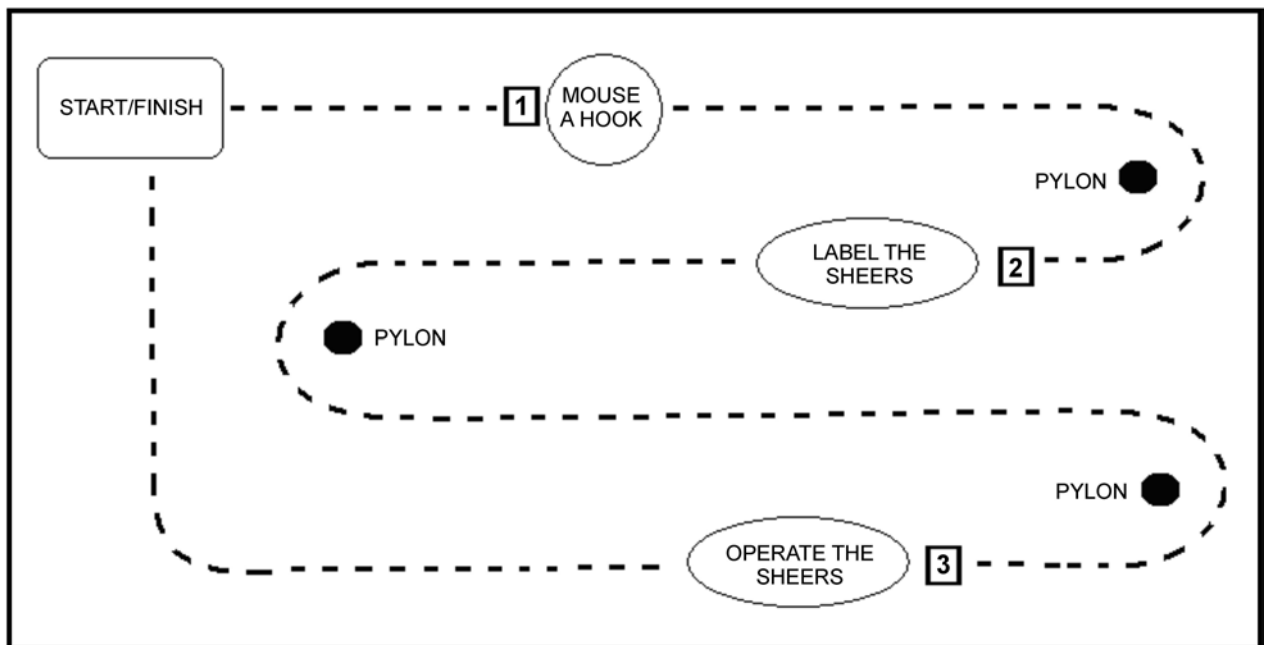 START/FINISH
1
MOUSE
A HOOK
PYLON
LABEL THE
SHEERS
2
PYLON
PYLON
OPERATE THE
SHEERS
3